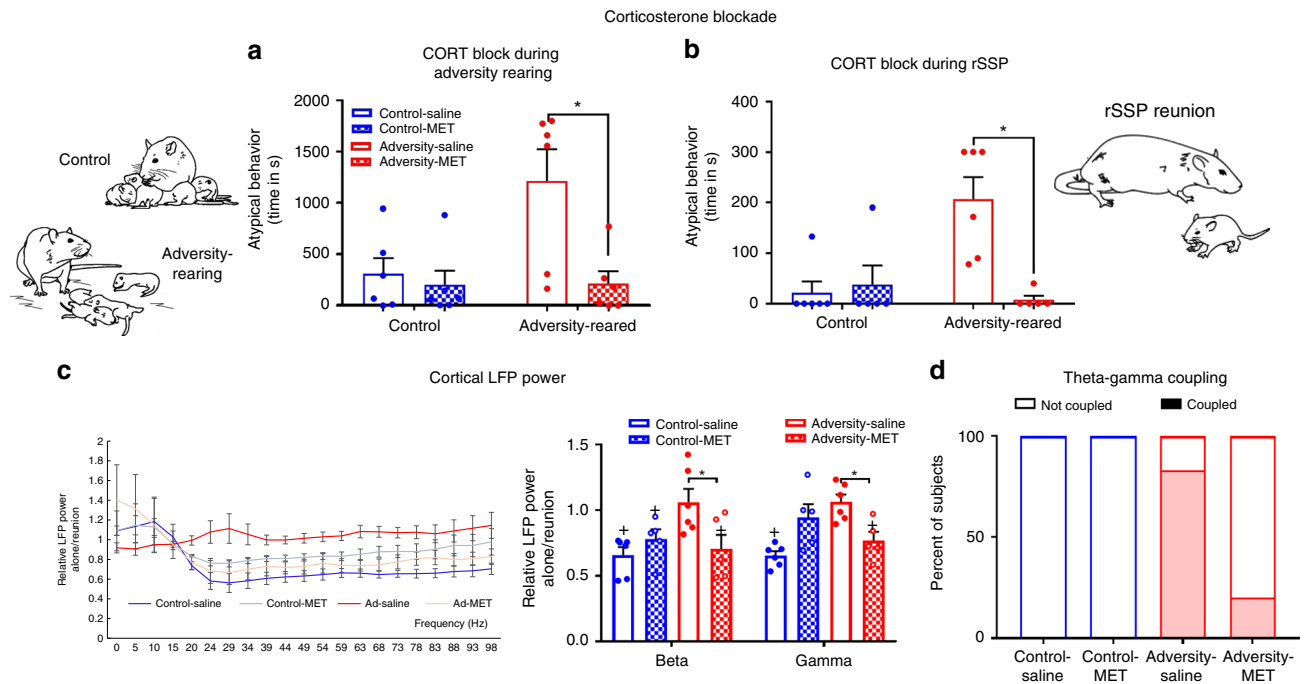 Corticosterone blockade
a
CORT block during
adversity rearing
Control
Adversity-
rearing
Atypical behavior
(time in s)
2000
1500
1000
500
0
Control-saline
Control-MET
Adversity-saline
Adversity-MET
*
Control
Adversity-reared
b
CORT block during rSSP
Atypical behavior
(time in s)
400
300
200
100
0
*
Control
Adversity-reared
rSSP reunion
c
Cortical LFP power
Relative LFP power
alone/reunion
2
1.8
1.6
1.4
1.2
1
0.8
0.6
0.4
0.2
0
Control-saline
Control-MET
Ad-saline
Ad-MET
Frequency (Hz)
0 5 10 15 20 24 29 34 39 44 49 54 59 63 68 73 78 83 88 93 98
Relative LFP power
alone/reunion
1.5
1.0
0.5
0.0
Control-saline
Control-MET
Adversity-saline
Adversity-MET
+
+
*
+
+
*
+
Beta
Gamma
d
Theta-gamma coupling
Not coupled
Coupled
Percent of subjects
100
50
0
Control-
saline
Control-
MET
Adversity-
saline
Adversity-
MET